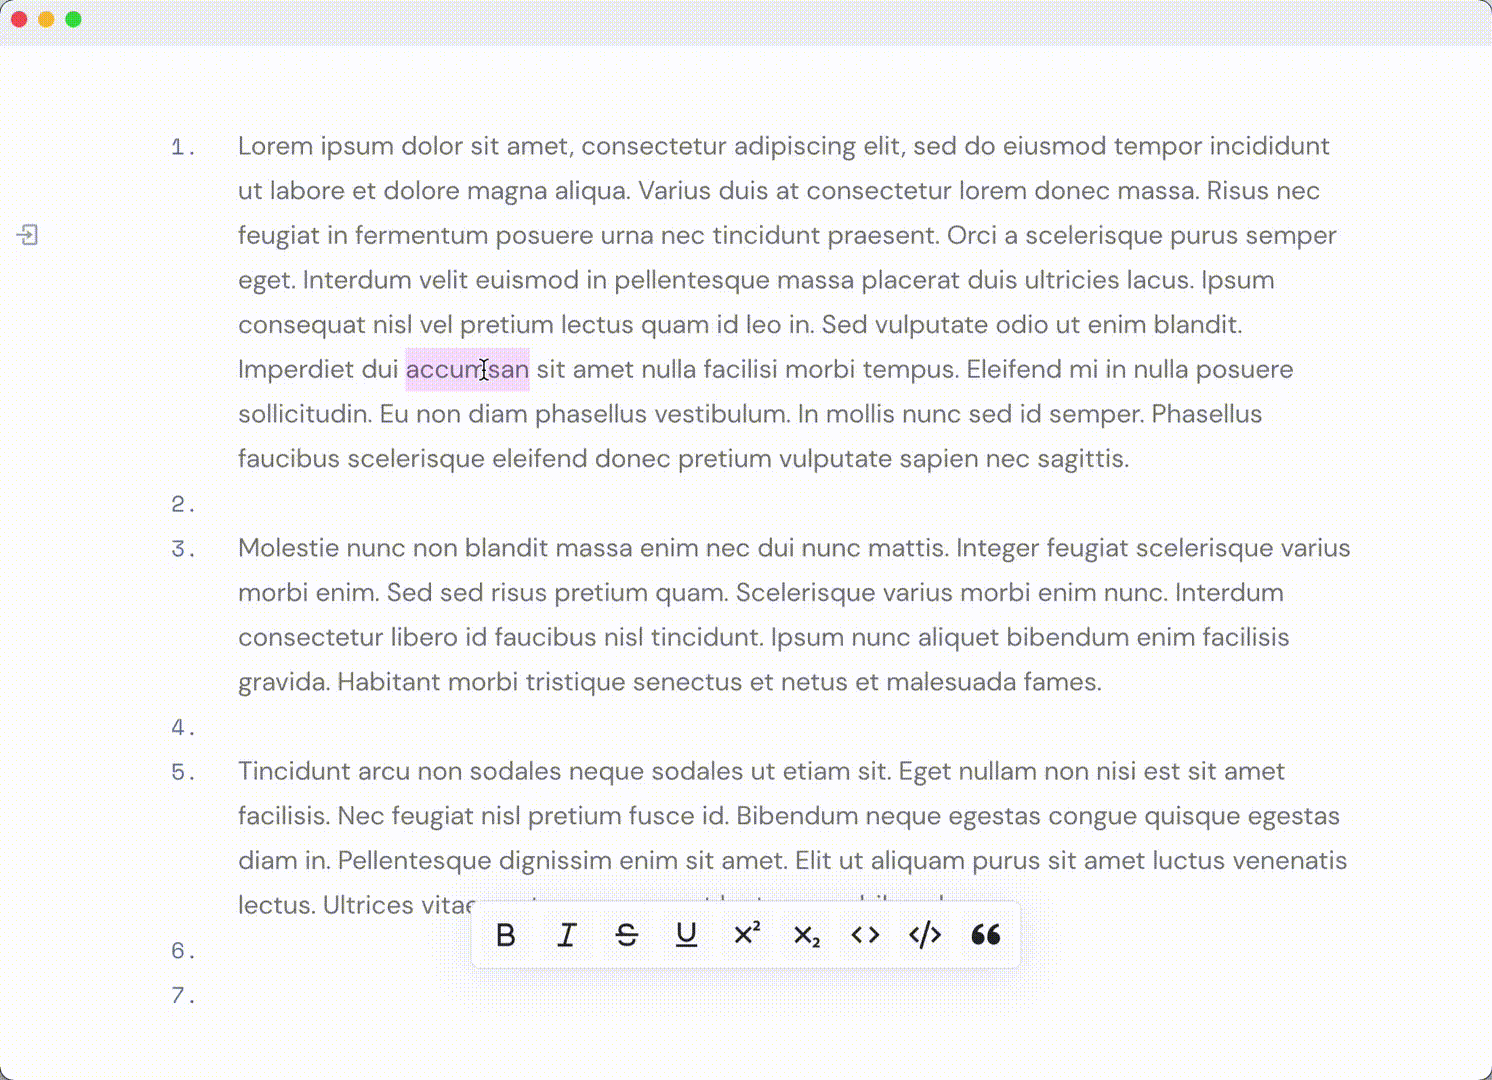 1. Lorem ipsum dolor sit amet, consectetur adipiscing elit, sed do eiusmod tempor incididunt
ut labore et dolore magna aliqua. Varius duis at consectetur lorem donec massa. Risus nec
feugiat in fermentum posuere urna nec tincidunt praesent. Orci a scelerisque purus semper
eget. Interdum velit euismod in pellentesque massa placerat duis ultricies lacus. Ipsum
consequat nisl vel pretium lectus quam id leo in. Sed vulputate odio ut enim blandit.
Imperdiet dui accumsan sit amet nulla facilisi morbi tempus. Eleifend mi in nulla posuere
sollicitudin. Eu non diam phasellus vestibulum. In mollis nunc sed id semper. Phasellus
faucibus scelerisque eleifend donec pretium vulputate sapien nec sagittis.
2.
3. Molestie nunc non blandit massa enim nec dui nunc mattis. Integer feugiat scelerisque varius
morbi enim. Sed sed risus pretium quam. Scelerisque varius morbi enim nunc. Interdum
consectetur libero id faucibus nisl tincidunt. Ipsum nunc aliquet bibendum enim facilisis
gravida. Habitant morbi tristique senectus et netus et malesuada fames.
4.
5. Tincidunt arcu non sodales neque sodales ut etiam sit. Eget nullam non nisi est sit amet
facilisis. Nec feugiat nisl pretium fusce id. Bibendum neque egestas congue quisque egestas
diam in. Pellentesque dignissim enim sit amet. Elit ut aliquam purus sit amet luctus venenatis
lectus. Ultrices vitae
B I S U X² X₂ <> </> ❝
6.
7.